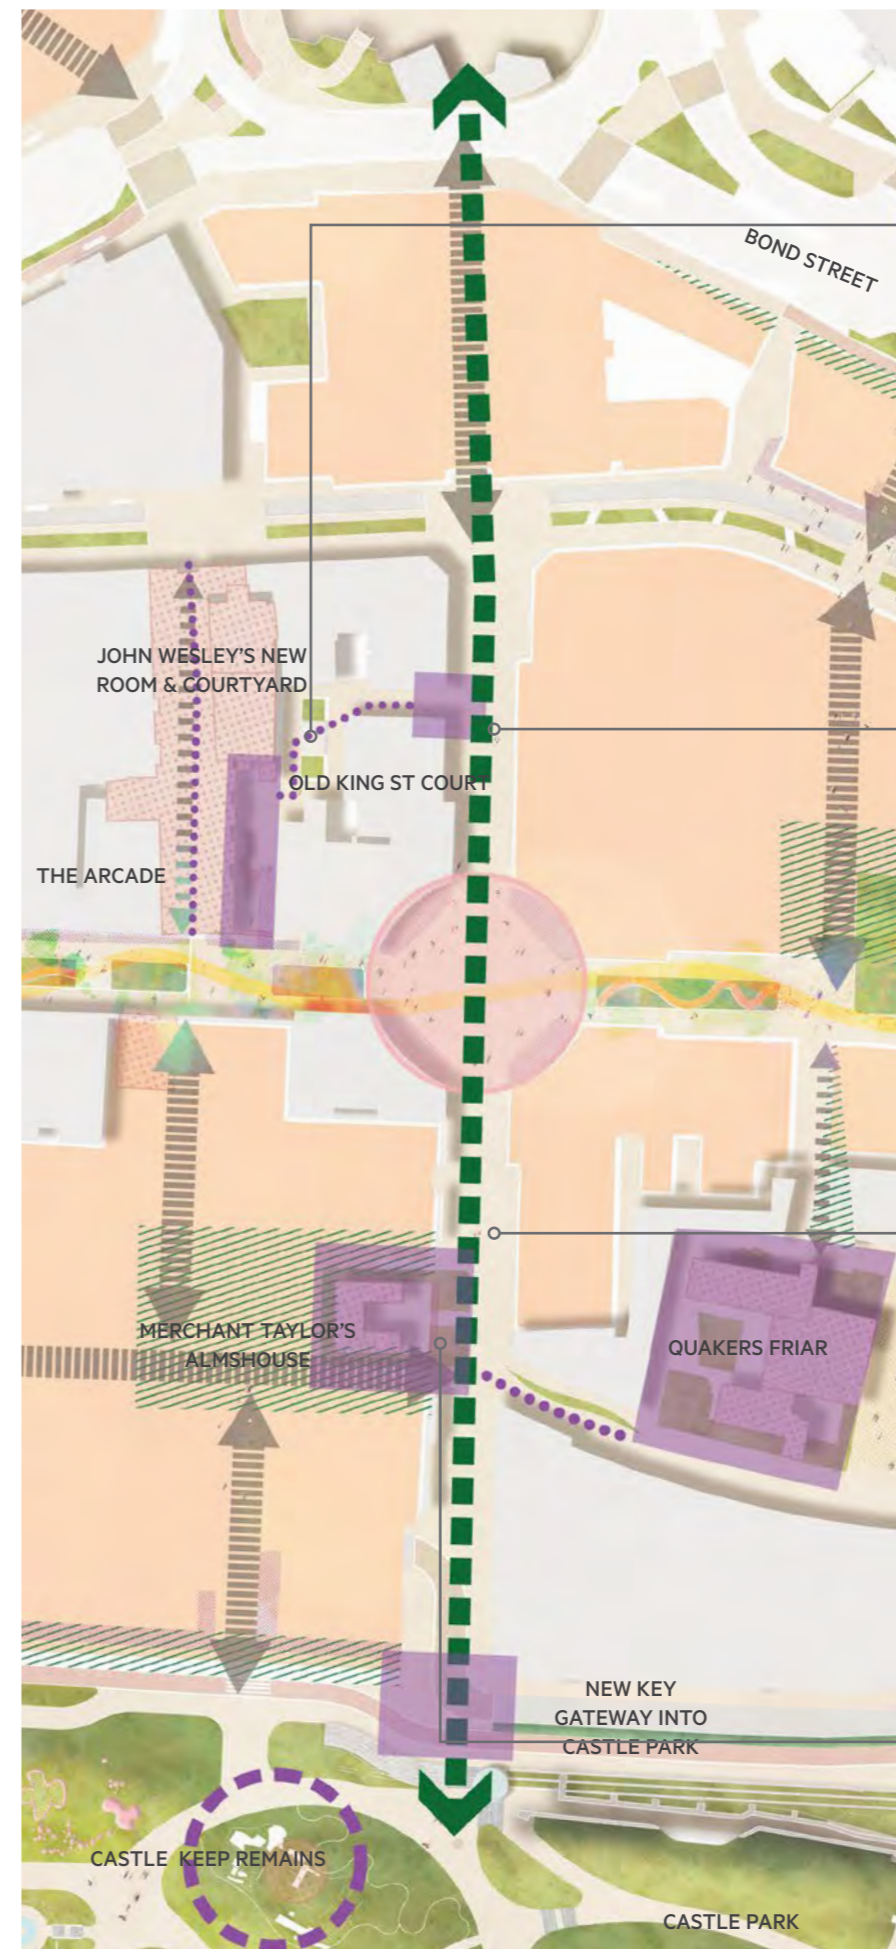 BOND STREET
JOHN WESLEY'S NEW
ROOM & COURTYARD
OLD KING ST COURT
THE ARCADE
MERCHANT TAYLOR'S
ALMSHOUSE
QUAKERS FRIAR
NEW KEY
GATEWAY INTO
CASTLE PARK
CASTLE KEEP REMAINS
CASTLE PARK